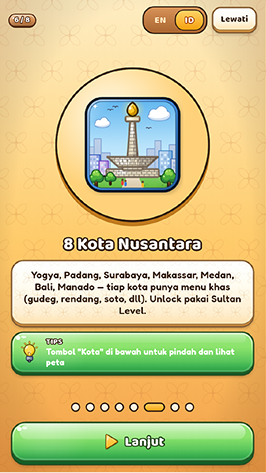 6/8
EN ID
Lewati
8 Kota Nusantara
Yogya, Padang, Surabaya, Makassar, Medan,
Bali, Manado — tiap kota punya menu khas
(gudeg, rendang, soto, dll). Unlock pakai Sultan
Level.
TIPS
Tombol "Kota" di bawah untuk pindah dan lihat
peta
Lanjut